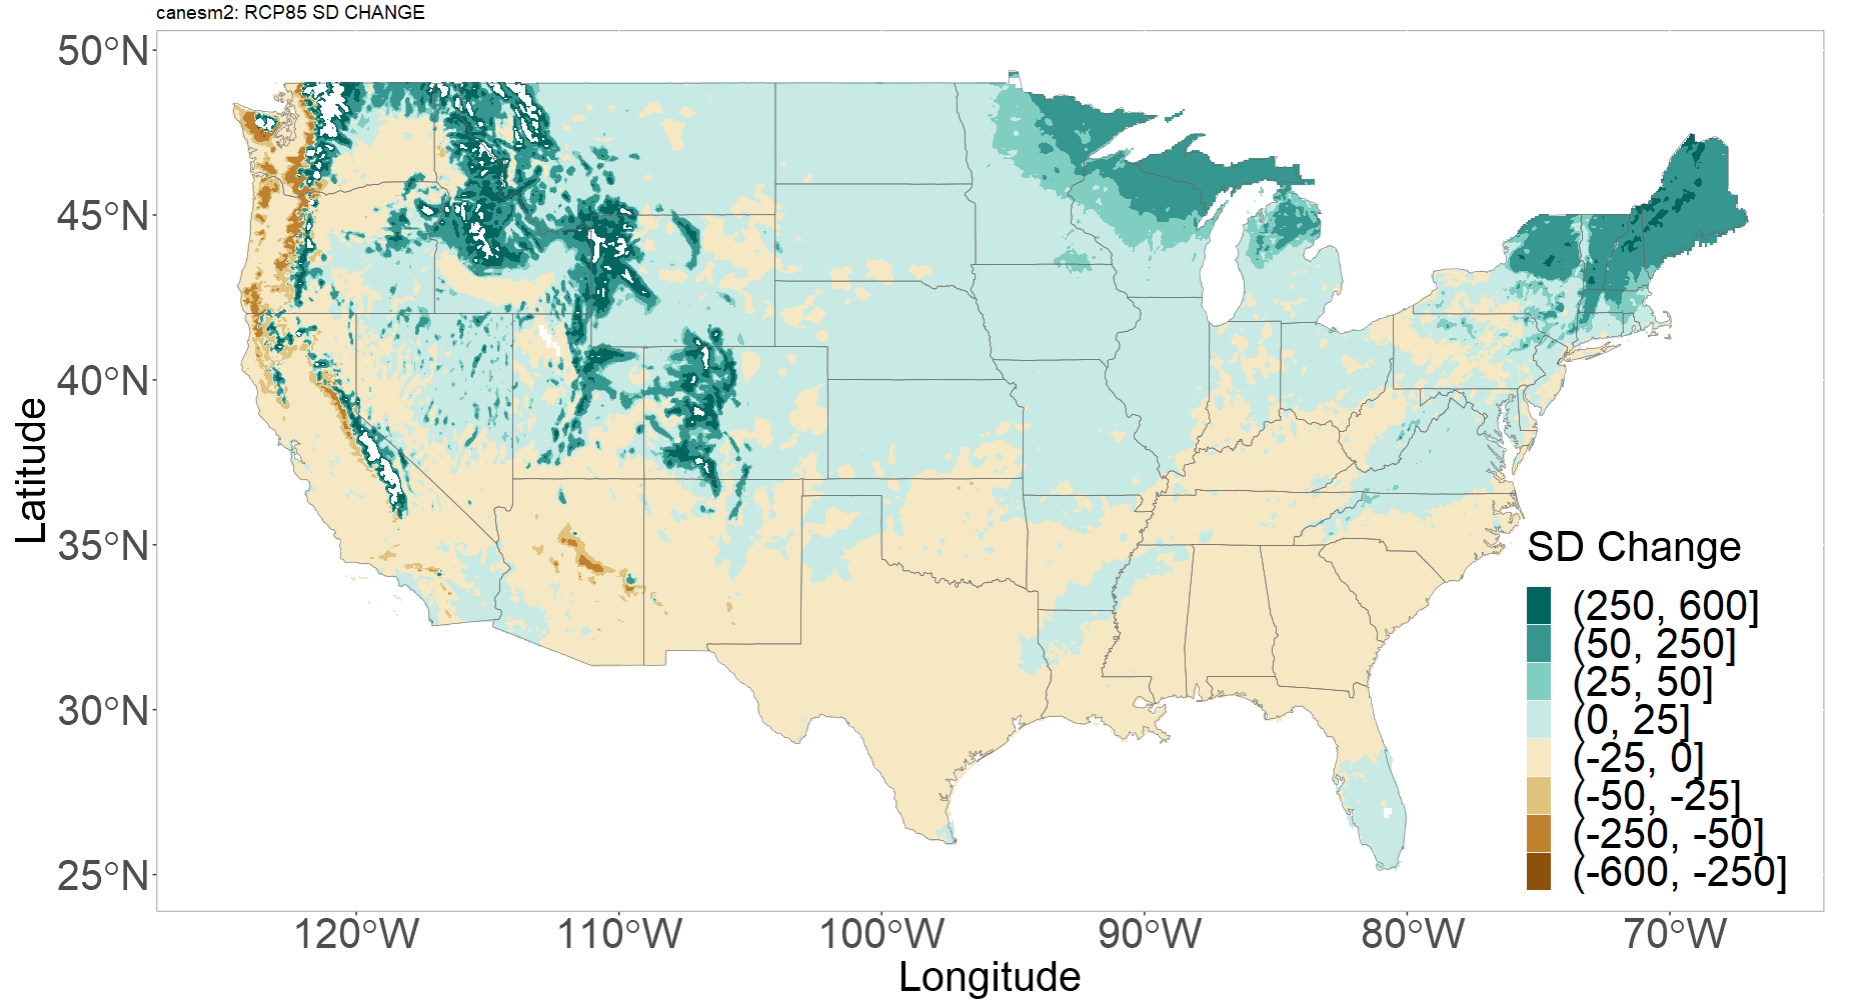 canesm2: RCP85 SD CHANGE
50°N
45°N
40°N
35°N
30°N
25°N
Latitude
120°W
110°W
100°W
90°W
80°W
70°W
Longitude
SD Change
(250, 600]
(50, 250]
(25, 50]
(0, 25]
(-25, 0]
(-50, -25]
(-250, -50]
(-600, -250]